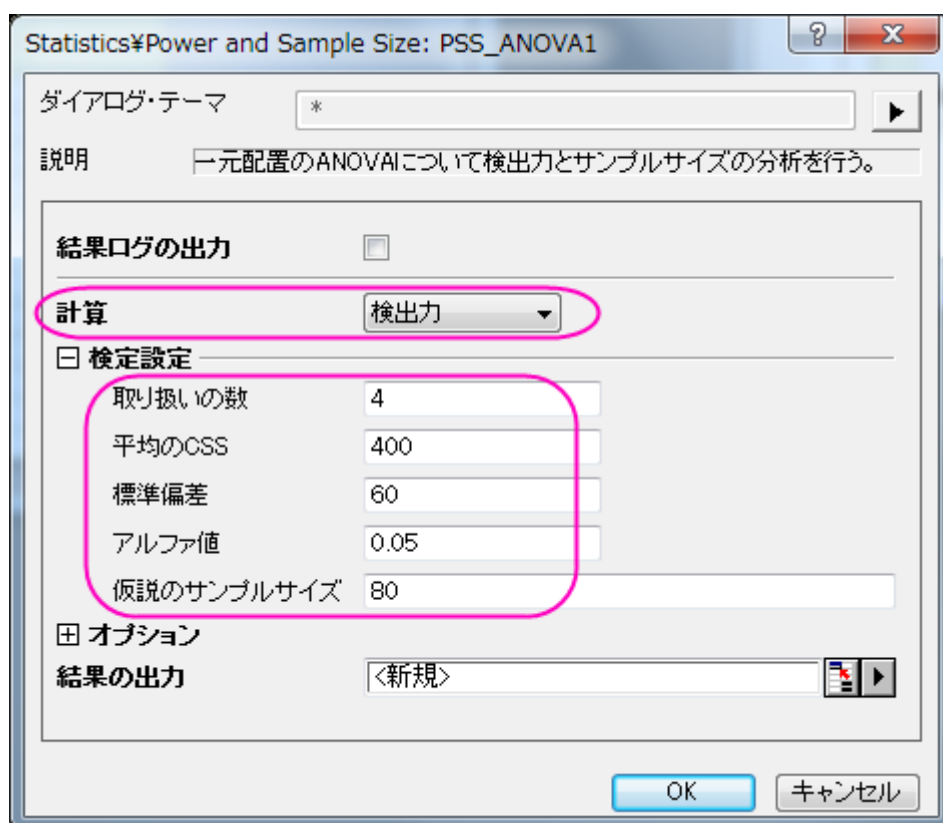 Statistics¥Power and Sample Size: PSS_ANOVA1
ダイアログ・テーマ *
説明 一元配置のANOVAについて検出力とサンプルサイズの分析を行う。
結果ログの出力
計算 検出力
検定設定
取り扱いの数 4
平均のCSS 400
標準偏差 60
アルファ値 0.05
仮説のサンプルサイズ 80
オプション
結果の出力 <新規>
OK キャンセル